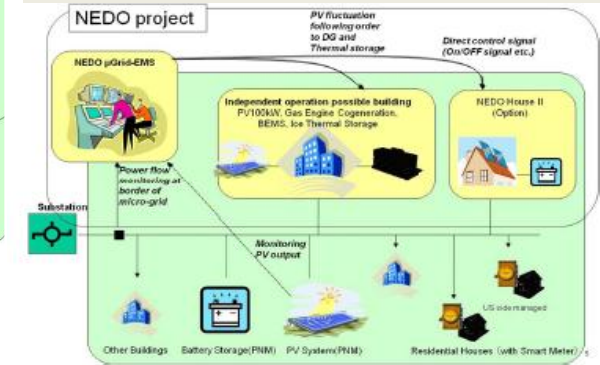 NEDO project
PV fluctuation
following order
to DG and
Thermal storage
Direct control signal
(On/OFF signal etc.)
NEDO µGrid-EMS
Independent operation possible building
PV100kW, Gas Engine Cogeneration,
BEMS, Ice Thermal Storage
NEDO House II
(Option)
Power flow
monitoring at
border of
micro-grid
Substation
Monitoring
PV output
US side managed
Other Buildings
Battery Storage(PNM)
PV System(PNM)
Residential Houses (with Smart Meter)